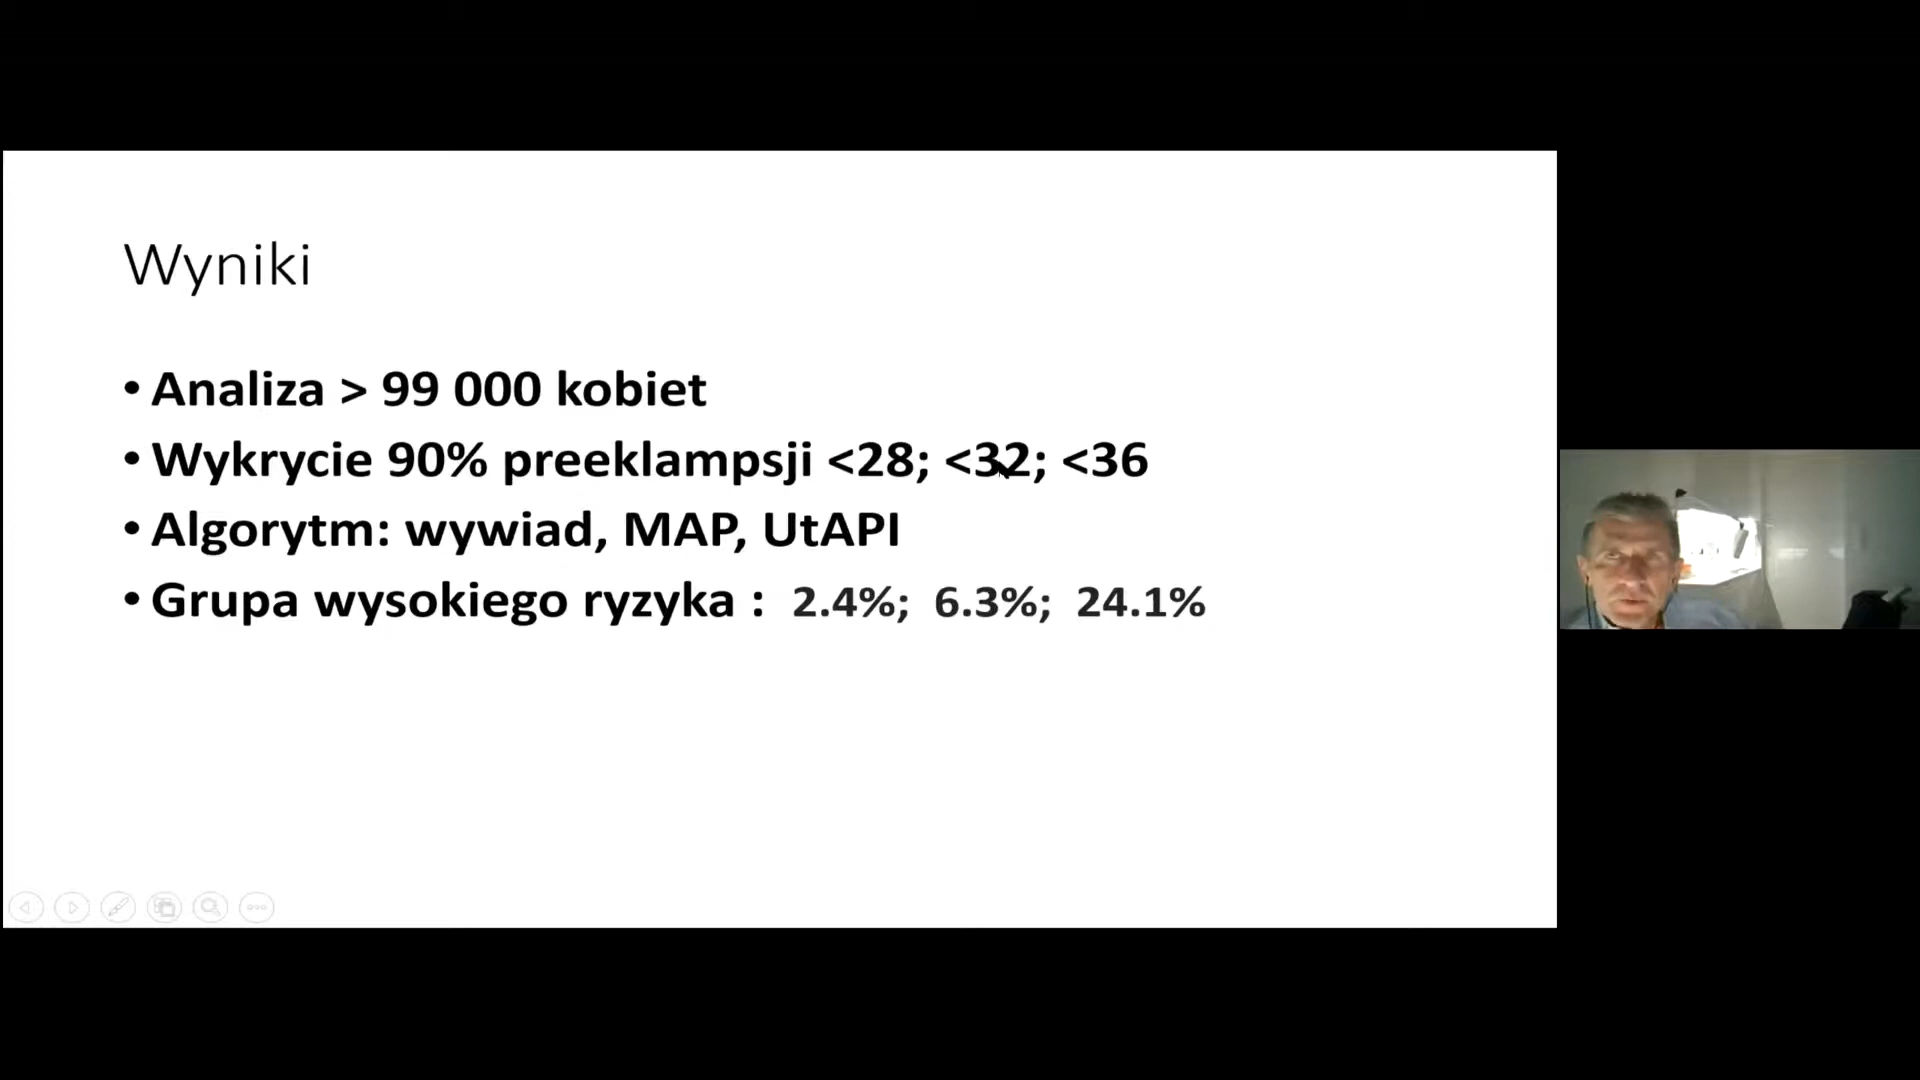 Wyniki
• Analiza > 99 000 kobiet
• Wykrycie 90% preeklampsji <28; <32; <36
• Algorytm: wywiad, MAP, UtAPI
• Grupa wysokiego ryzyka : 2.4%; 6.3%; 24.1%